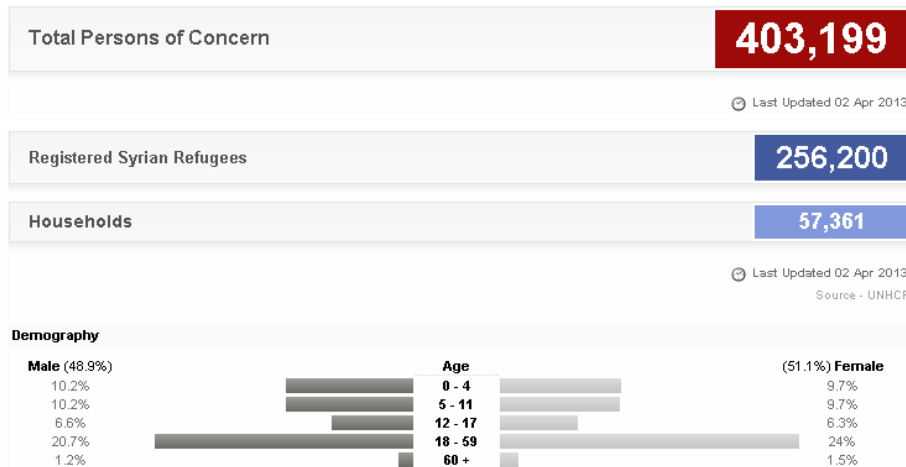 Total Persons of Concern 403,199
Last Updated 02 Apr 2013
Registered Syrian Refugees 256,200
Households 57,361
Last Updated 02 Apr 2013
Source - UNHCR
Demography
Male (48.9%) Age (51.1%) Female
10.2% 0 - 4 9.7%
10.2% 5 - 11 9.7%
6.6% 12 - 17 6.3%
20.7% 18 - 59 24%
1.2% 60 + 1.5%